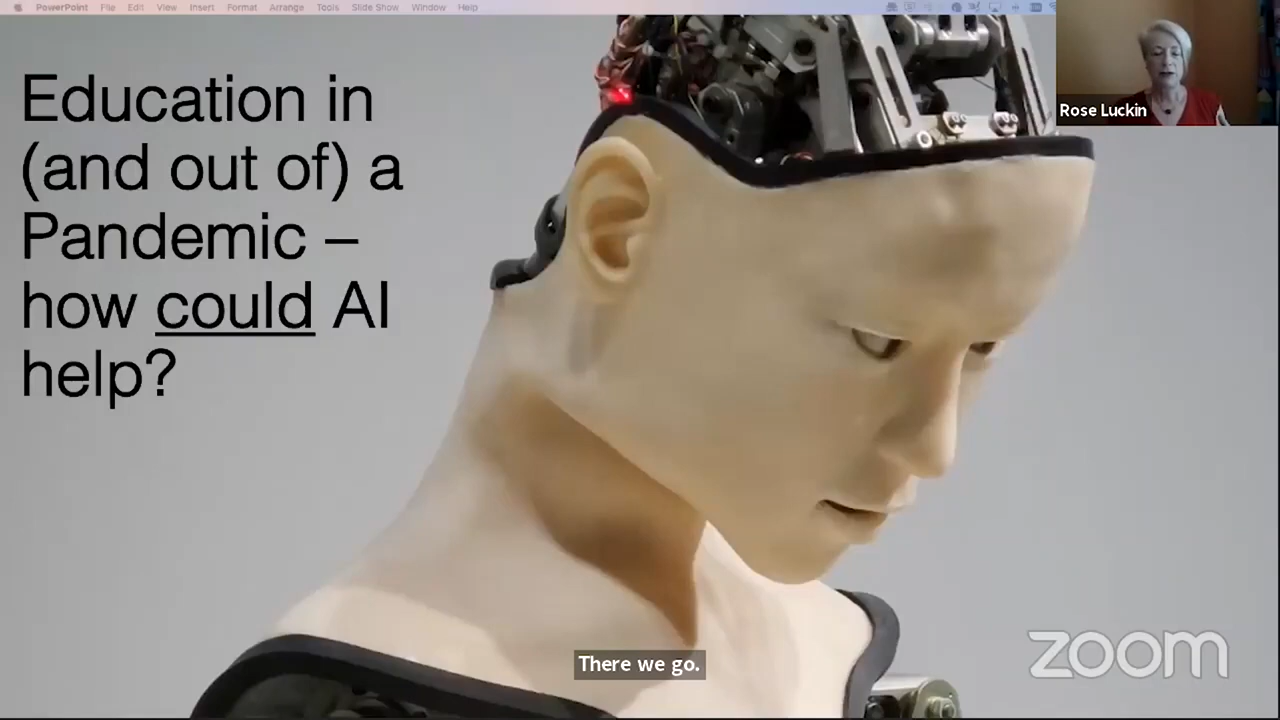 PowerPoint File Edit View Insert Format Arrange Tools Slide Show Window Help
Education in
(and out of) a
Pandemic –
how could AI
help?
Rose Luckin
There we go.
zoom